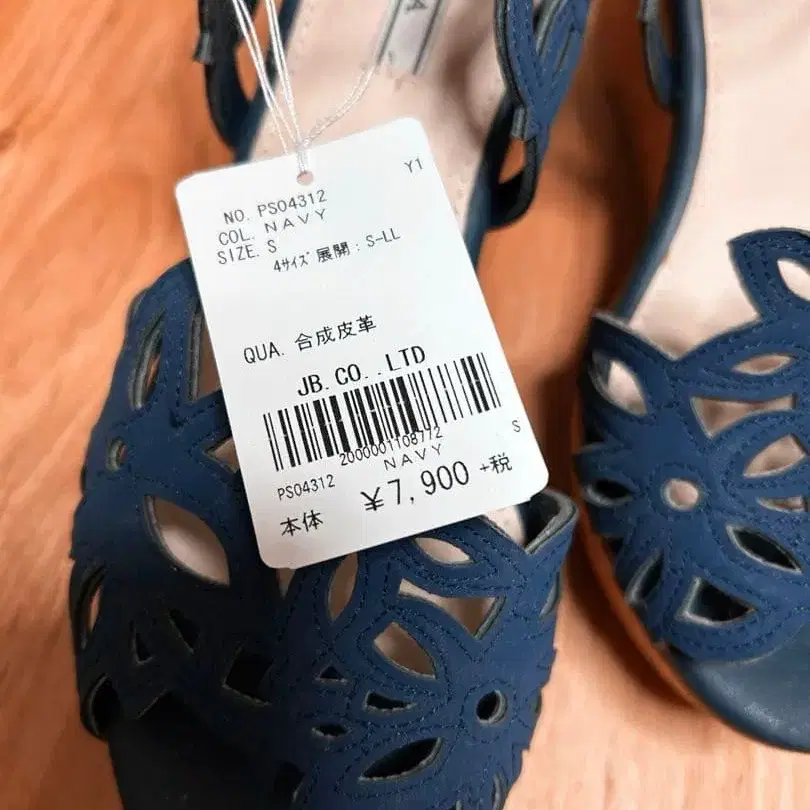 A
Y1
NO. PS04312
COL. NAVY
SIZE. S
4サイズ展開：S-LL
QUA. 合成皮革
JB.CO.,LTD
2000001108772
NAVY
S
PS04312
本体 ¥7,900 +税